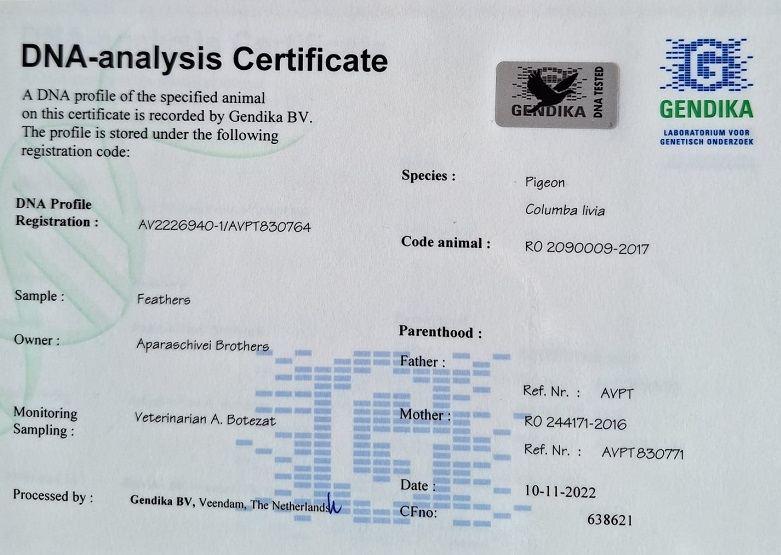 DNA-analysis Certificate
A DNA profile of the specified animal
on this certificate is recorded by Gendika BV.
The profile is stored under the following
registration code:
GENDIKA
DNA TESTED
GENDIKA
LABORATORIUM VOOR
GENETISCH ONDERZOEK
Species : Pigeon
Columba livia
DNA Profile
Registration : AV2226940-1/AVPT830764
Code animal : RO 2090009-2017
Sample : Feathers
Owner : Aparaschivei Brothers
Parenthood :
Father :
Ref. Nr. : AVPT
Monitoring
Sampling : Veterinarian A. Botezat
Mother : RO 244171-2016
Ref. Nr. : AVPT830771
Processed by : Gendika BV, Veendam, The Netherlands
Date : 10-11-2022
CFno: 638621